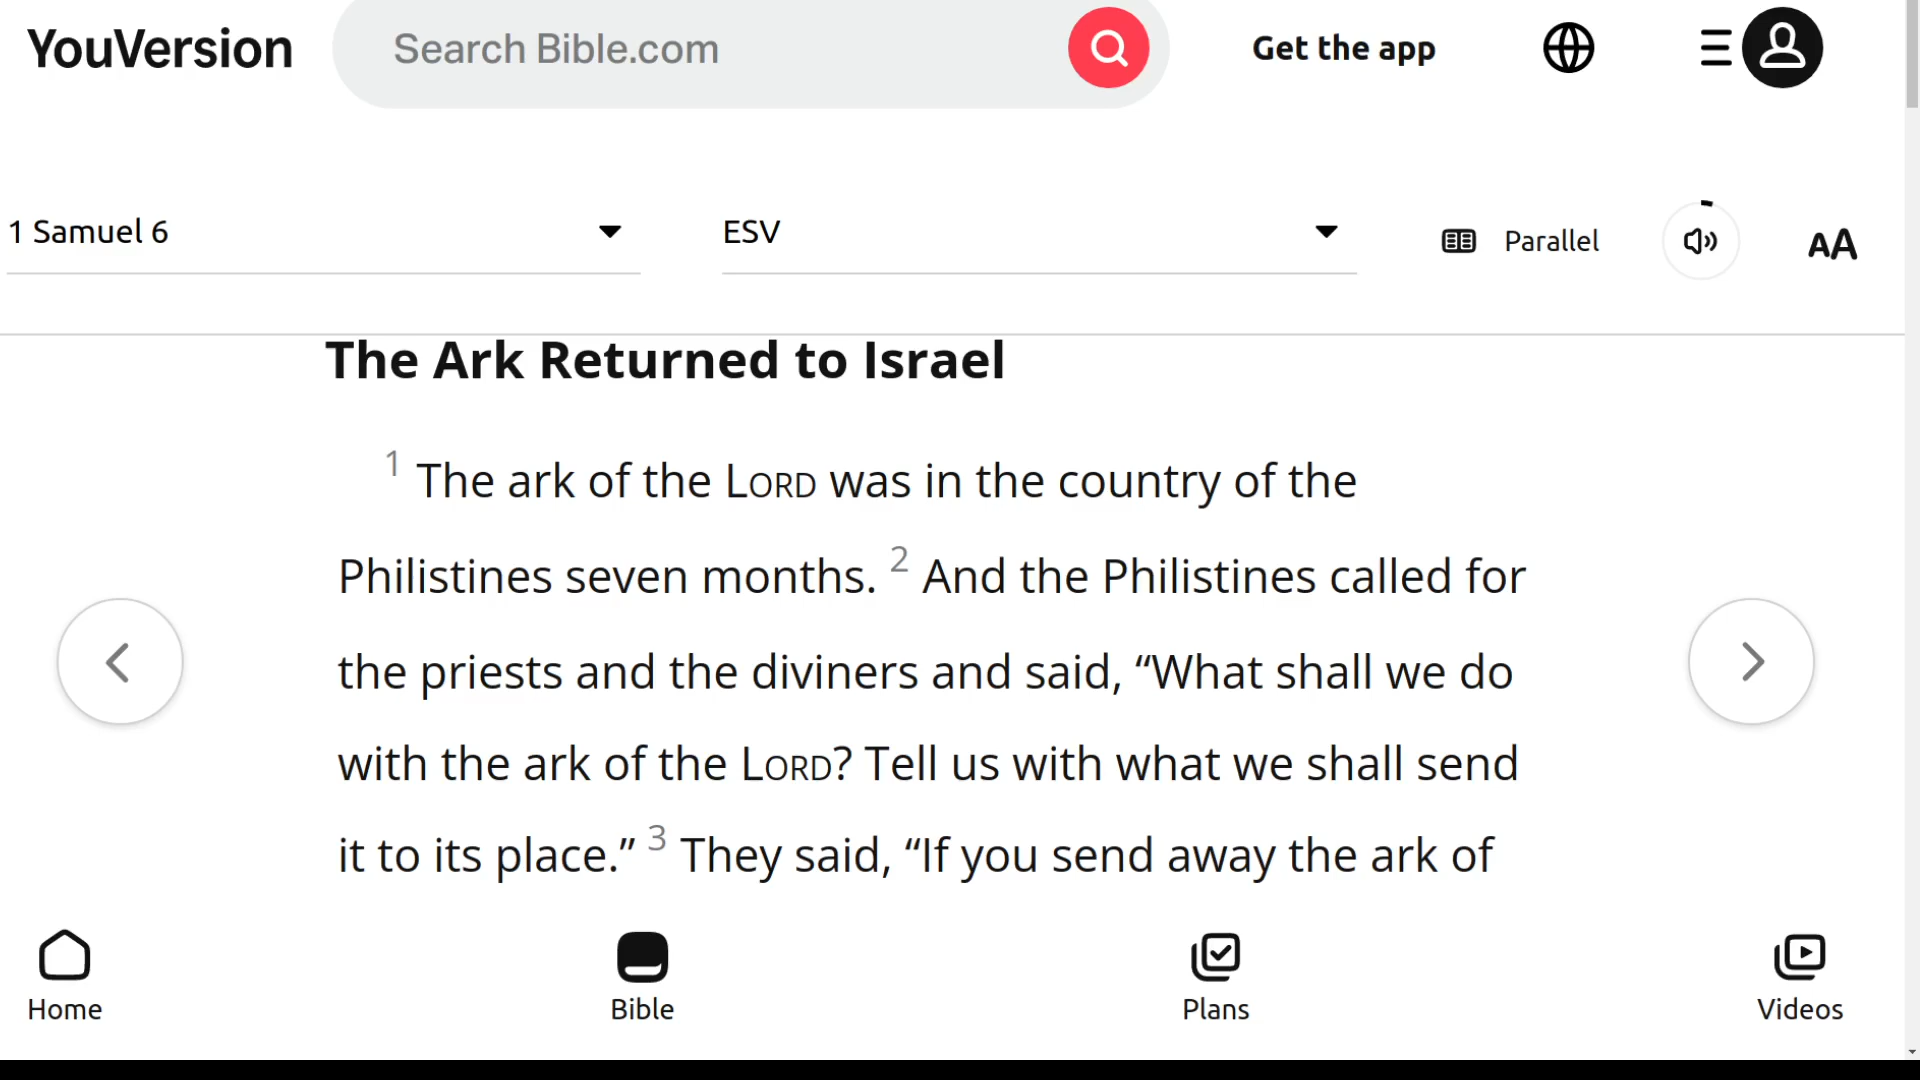 YouVersion
Search Bible.com
Get the app
1 Samuel 6
ESV
Parallel
AA
The Ark Returned to Israel
1 The ark of the LORD was in the country of the
Philistines seven months. 2 And the Philistines called for
the priests and the diviners and said, “What shall we do
with the ark of the LORD? Tell us with what we shall send
it to its place.” 3 They said, “If you send away the ark of
Home
Bible
Plans
Videos